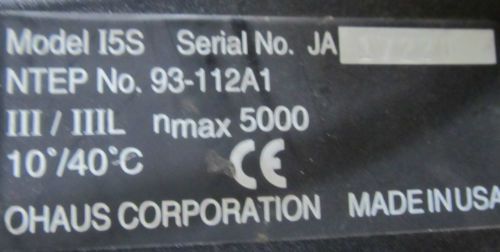 Model I5S Serial No. JA
NTEP No. 93-112A1
III / IIIL nmax 5000
10°/40°C CE
OHAUS CORPORATION MADE IN USA